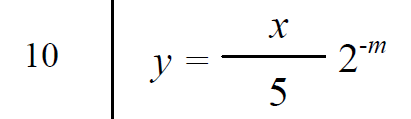 10 | y = x/5 2^-m